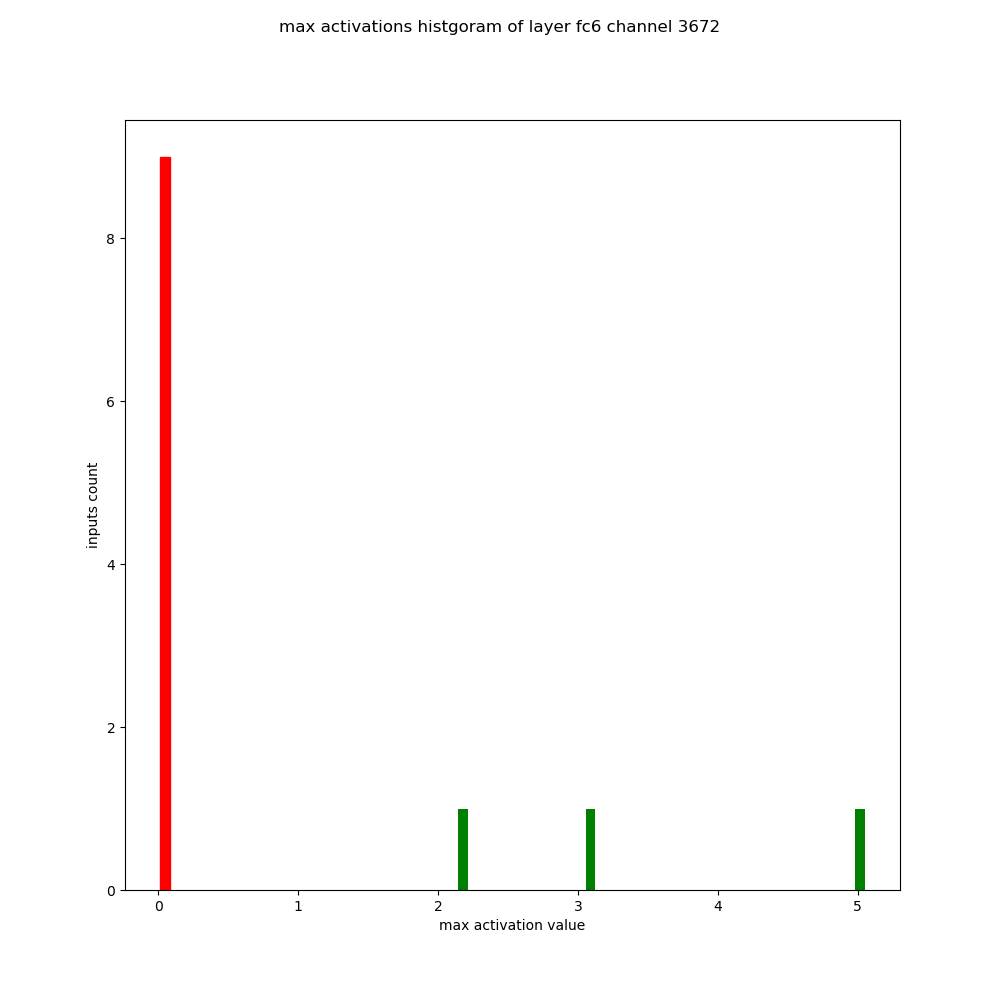 max activations histgoram of layer fc6 channel 3672
8
6
4
2
0
inputs count
0 1 2 3 4 5
max activation value